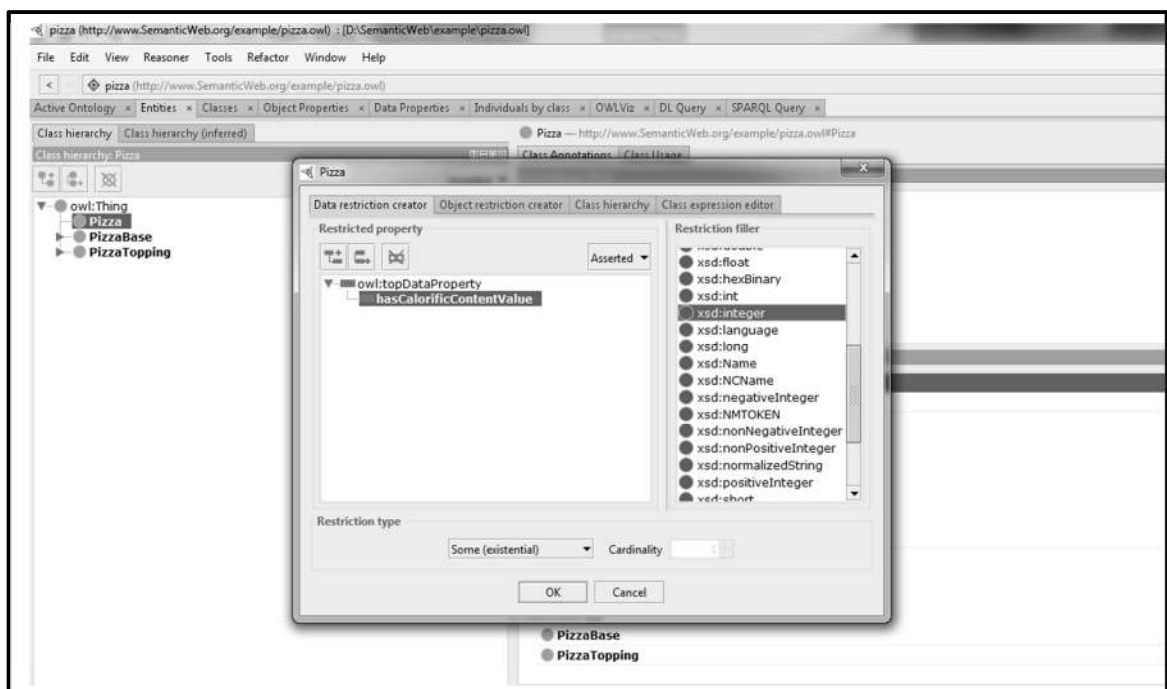 pizza (http://www.SemanticWeb.org/example/pizza.owl) : [D:\SemanticWeb\example\pizza.owl]
File Edit View Reasoner Tools Refactor Window Help
< pizza (http://www.SemanticWeb.org/example/pizza.owl)
Active Ontology × Entities × Classes × Object Properties × Data Properties × Individuals by class × OWLViz × DL Query × SPARQL Query ×
Class hierarchy Class hierarchy (inferred)
Pizza — http://www.SemanticWeb.org/example/pizza.owl#Pizza
Class hierarchy: Pizza
Class Annotations Class Usage
owl:Thing
Pizza
PizzaBase
PizzaTopping
Pizza
Data restriction creator Object restriction creator Class hierarchy Class expression editor
Restricted property
Asserted
owl:topDataProperty
hasCalorificContentValue
Restriction filler
xsd:float
xsd:hexBinary
xsd:int
xsd:integer
xsd:language
xsd:long
xsd:Name
xsd:NCName
xsd:negativeInteger
xsd:NMTOKEN
xsd:nonNegativeInteger
xsd:nonPositiveInteger
xsd:normalizedString
xsd:positiveInteger
xsd:short
Restriction type
Some (existential) Cardinality 1
OK Cancel
PizzaBase
PizzaTopping